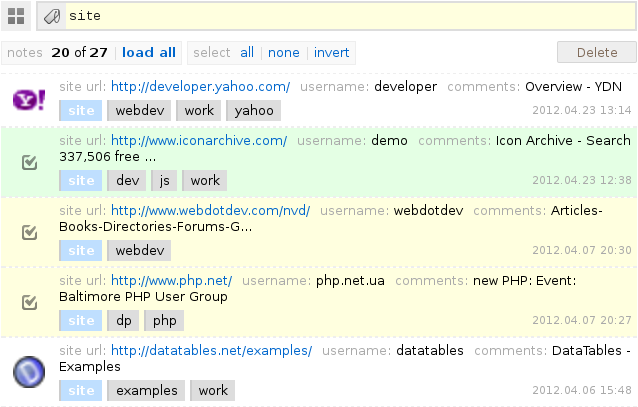 site
notes 20 of 27 | load all select all | none | invert Delete
site url: http://developer.yahoo.com/ username: developer comments: Overview - YDN
Y!
site webdev work yahoo 2012.04.23 13:14
site url: http://www.iconarchive.com/ username: demo comments: Icon Archive - Search
337,506 free ...
site dev js work 2012.04.23 12:38
site url: http://www.webdotdev.com/nvd/ username: webdotdev comments: Articles-
Books-Directories-Forums-G...
site webdev 2012.04.07 20:30
site url: http://www.php.net/ username: php.net.ua comments: new PHP: Event:
Baltimore PHP User Group
site dp php 2012.04.07 20:27
site url: http://datatables.net/examples/ username: datatables comments: DataTables -
Examples
D
site examples work 2012.04.06 15:48